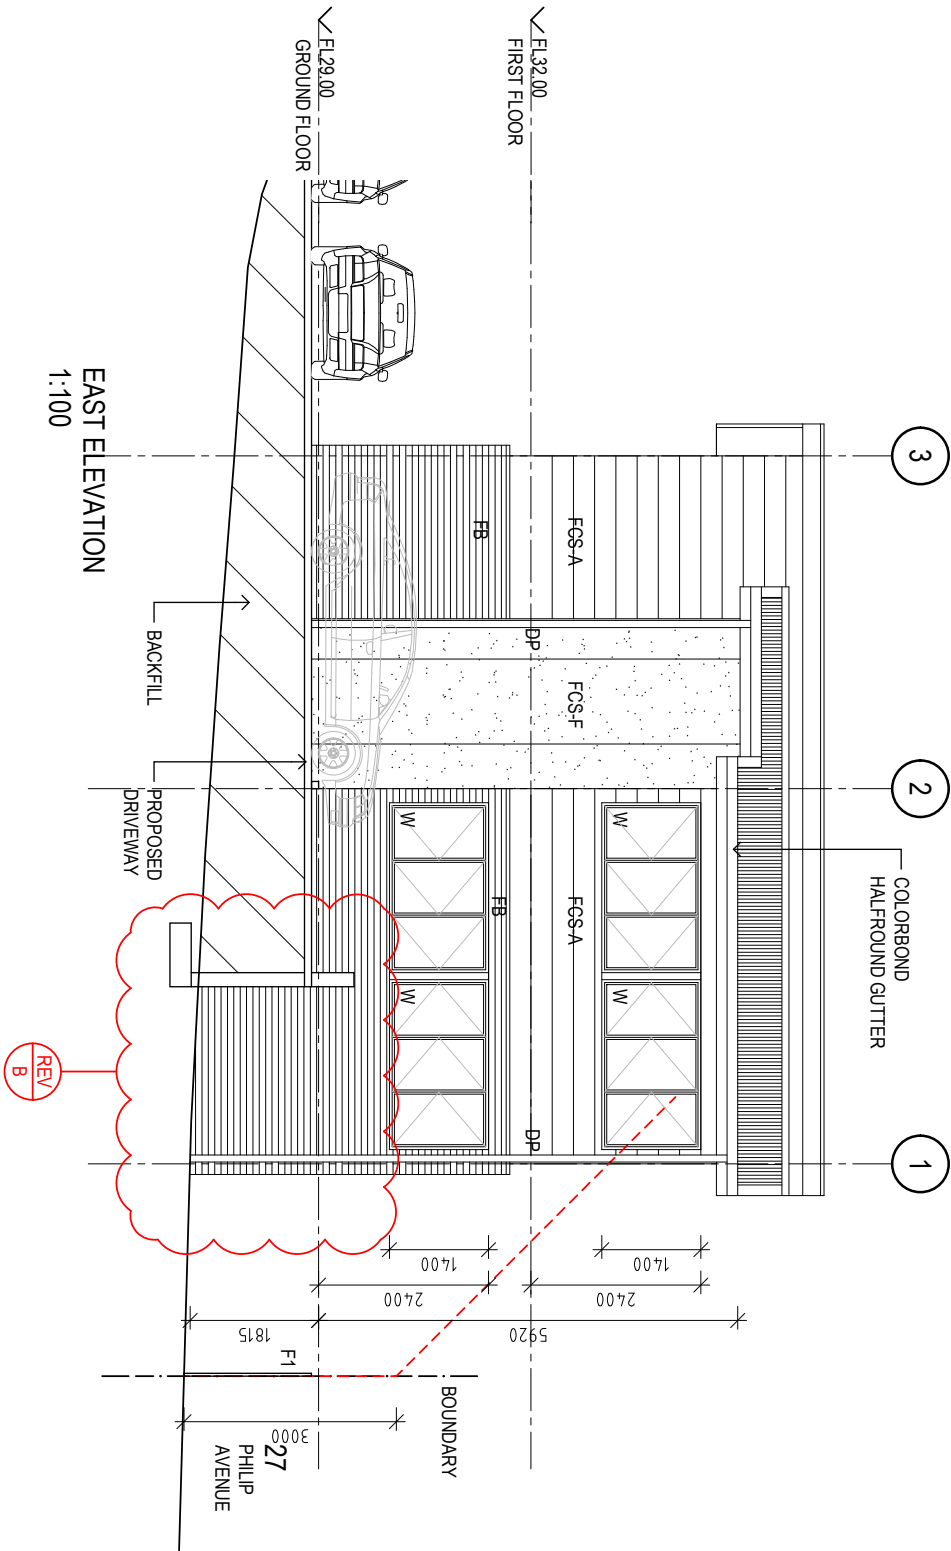 3
2
1
COLORBOND
HALFROUND GUTTER
FL32.00
FIRST FLOOR
FL29.00
GROUND FLOOR
FCS-A
FB
DP
FCS-F
W
W
FCS-A
FB
W
W
DP
1400
2400
1400
2400
5920
1815
F1
BOUNDARY
3000
27
PHILIP
AVENUE
BACKFILL
PROPOSED
DRIVEWAY
REV
B
EAST ELEVATION
1:100